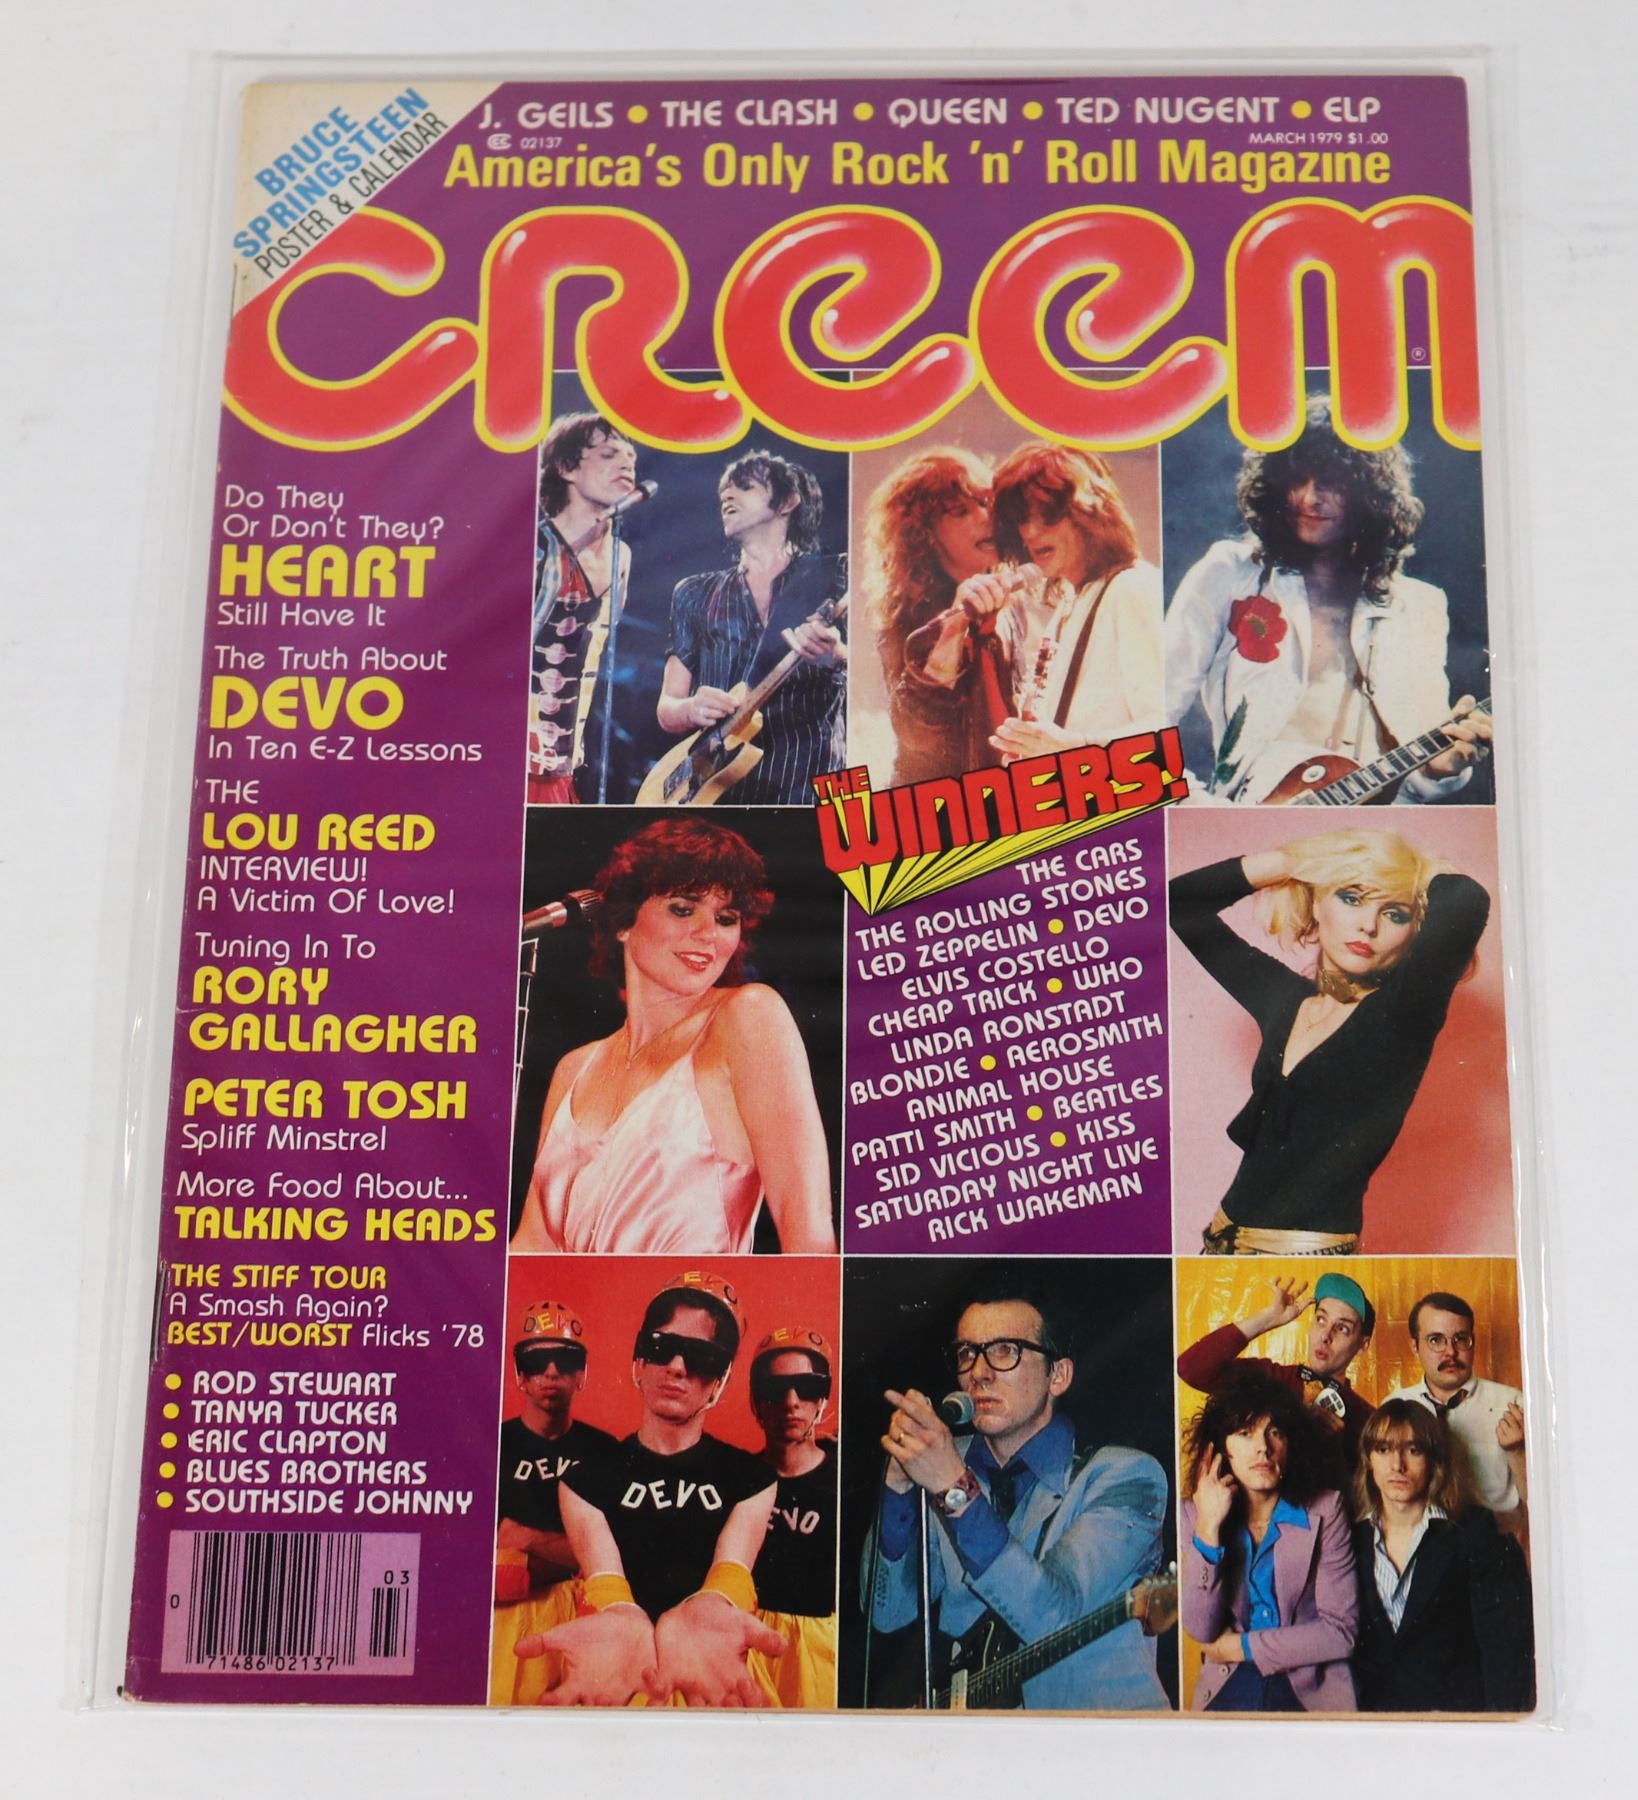 BRUCE
SPRINGSTEEN
POSTER & CALENDAR
J. GEILS • THE CLASH • QUEEN • TED NUGENT • ELP
CC 02137
MARCH 1979 $1.00
America's Only Rock 'n' Roll Magazine
CREEM
®
Do They
Or Don't They?
HEART
Still Have It
The Truth About
DEVO
In Ten E-Z Lessons
THE
LOU REED
INTERVIEW!
A Victim Of Love!
Tuning In To
RORY
GALLAGHER
PETER TOSH
Spliff Minstrel
More Food About...
TALKING HEADS
THE STIFF TOUR
A Smash Again?
BEST/WORST Flicks '78
• ROD STEWART
• TANYA TUCKER
• ERIC CLAPTON
• BLUES BROTHERS
• SOUTHSIDE JOHNNY
THE
WINNERS!
THE CARS
THE ROLLING STONES
LED ZEPPELIN • DEVO
ELVIS COSTELLO
CHEAP TRICK • WHO
LINDA RONSTADT
BLONDIE • AEROSMITH
ANIMAL HOUSE
PATTI SMITH • BEATLES
SID VICIOUS • KISS
SATURDAY NIGHT LIVE
RICK WAKEMAN
DEVO
DEVO
DEVO
DEV
DEVO
EVO
03
0
71486 02137